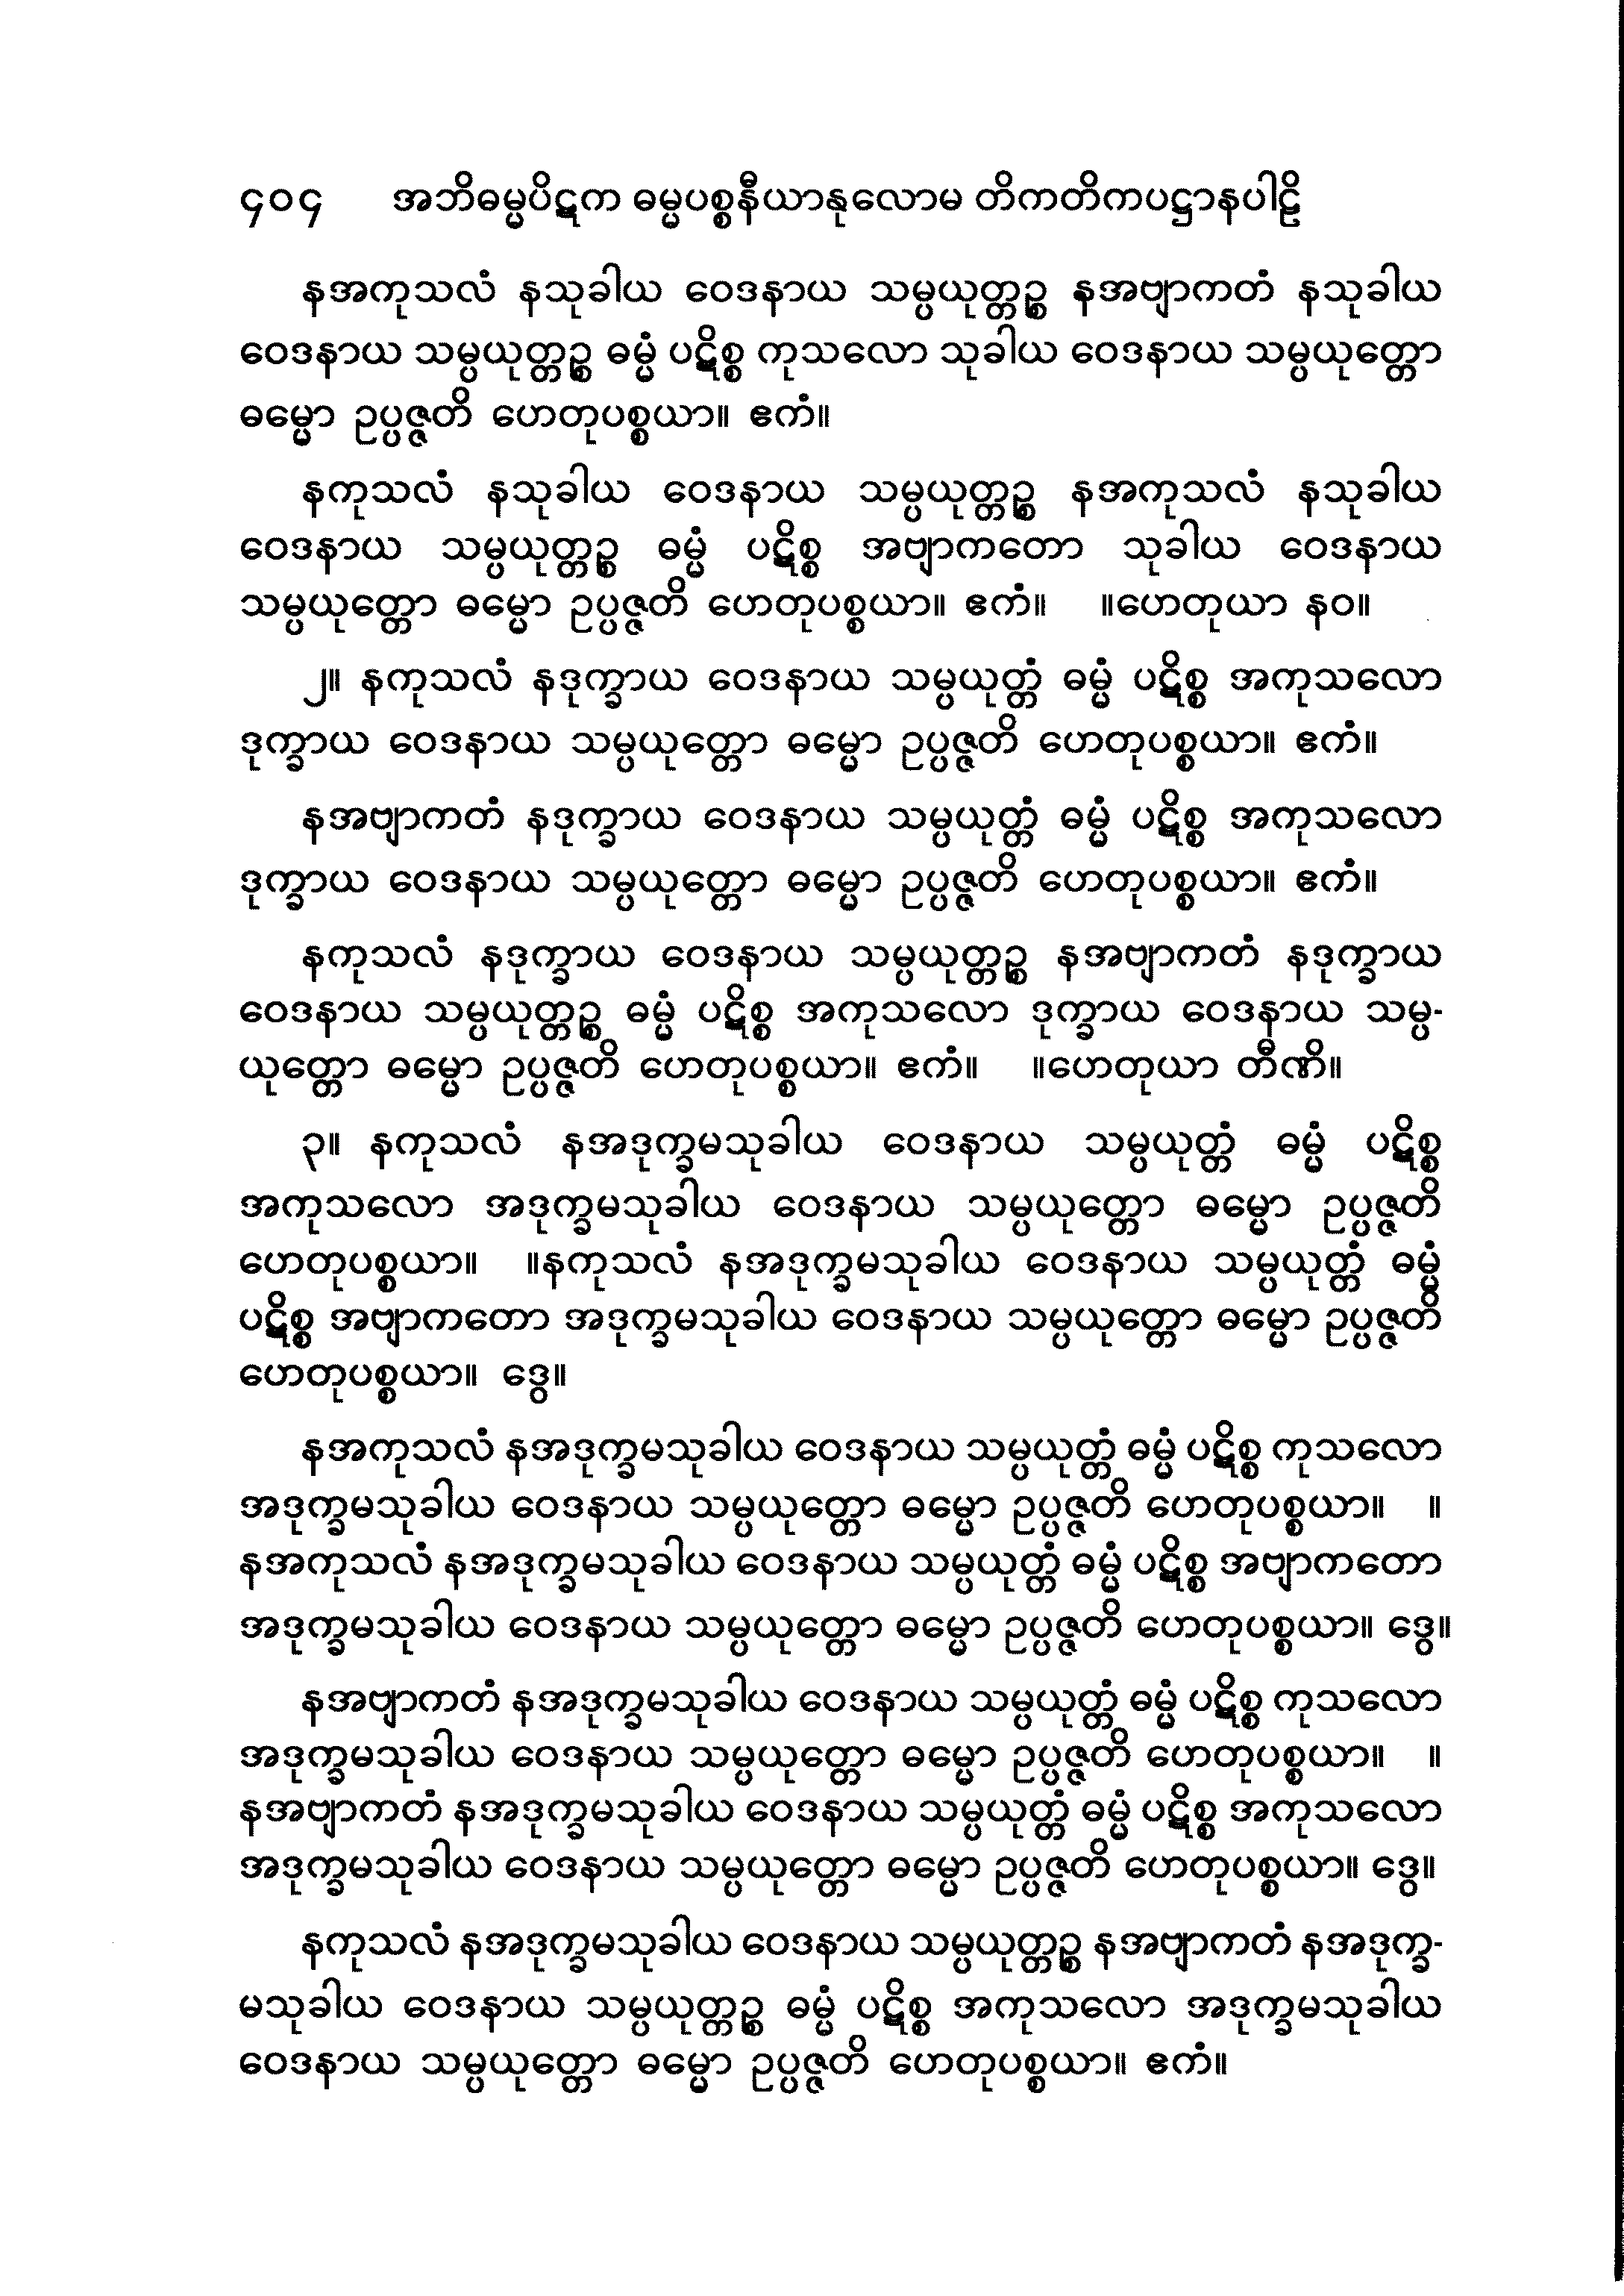 ၄၀၄ အဘိဓမ္မပိဋက ဓမ္မပစ္စနီယာနုလောမ တိကတိကပဋ္ဌာနပါဠိ
နအကုသလံ နသုခါယ ဝေဒနာယ သမ္ပယုတ္တဉ္စ နအဗျာကတံ နသုခါယ
ဝေဒနာယ သမ္ပယုတ္တဉ္စ ဓမ္မံ ပဋိစ္စ ကုသလော သုခါယ ဝေဒနာယ သမ္ပယုတ္တော
ဓမ္မော ဥပ္ပဇ္ဇတိ ဟေတုပစ္စယာ။ ဧကံ။
နကုသလံ နသုခါယ ဝေဒနာယ သမ္ပယုတ္တဉ္စ နအကုသလံ နသုခါယ
ဝေဒနာယ သမ္ပယုတ္တဉ္စ ဓမ္မံ ပဋိစ္စ အဗျာကတော သုခါယ ဝေဒနာယ
သမ္ပယုတ္တော ဓမ္မော ဥပ္ပဇ္ဇတိ ဟေတုပစ္စယာ။ ဧကံ။ ။ဟေတုယာ နဝ။
၂။ နကုသလံ နဒုက္ခာယ ဝေဒနာယ သမ္ပယုတ္တံ ဓမ္မံ ပဋိစ္စ အကုသလော
ဒုက္ခာယ ဝေဒနာယ သမ္ပယုတ္တော ဓမ္မော ဥပ္ပဇ္ဇတိ ဟေတုပစ္စယာ။ ဧကံ။
နအဗျာကတံ နဒုက္ခာယ ဝေဒနာယ သမ္ပယုတ္တံ ဓမ္မံ ပဋိစ္စ အကုသလော
ဒုက္ခာယ ဝေဒနာယ သမ္ပယုတ္တော ဓမ္မော ဥပ္ပဇ္ဇတိ ဟေတုပစ္စယာ။ ဧကံ။
နကုသလံ နဒုက္ခာယ ဝေဒနာယ သမ္ပယုတ္တဉ္စ နအဗျာကတံ နဒုက္ခာယ
ဝေဒနာယ သမ္ပယုတ္တဉ္စ ဓမ္မံ ပဋိစ္စ အကုသလော ဒုက္ခာယ ဝေဒနာယ သမ္ပ-
ယုတ္တော ဓမ္မော ဥပ္ပဇ္ဇတိ ဟေတုပစ္စယာ။ ဧကံ။ ။ဟေတုယာ တီဏိ။
၃။ နကုသလံ နအဒုက္ခမသုခါယ ဝေဒနာယ သမ္ပယုတ္တံ ဓမ္မံ ပဋိစ္စ
အကုသလော အဒုက္ခမသုခါယ ဝေဒနာယ သမ္ပယုတ္တော ဓမ္မော ဥပ္ပဇ္ဇတိ
ဟေတုပစ္စယာ။ ။နကုသလံ နအဒုက္ခမသုခါယ ဝေဒနာယ သမ္ပယုတ္တံ ဓမ္မံ
ပဋိစ္စ အဗျာကတော အဒုက္ခမသုခါယ ဝေဒနာယ သမ္ပယုတ္တော ဓမ္မော ဥပ္ပဇ္ဇတိ
ဟေတုပစ္စယာ။ ဒွေ။
နအကုသလံ နအဒုက္ခမသုခါယ ဝေဒနာယ သမ္ပယုတ္တံ ဓမ္မံ ပဋိစ္စ ကုသလော
အဒုက္ခမသုခါယ ဝေဒနာယ သမ္ပယုတ္တော ဓမ္မော ဥပ္ပဇ္ဇတိ ဟေတုပစ္စယာ။ ။
နအကုသလံ နအဒုက္ခမသုခါယ ဝေဒနာယ သမ္ပယုတ္တံ ဓမ္မံ ပဋိစ္စ အဗျာကတော
အဒုက္ခမသုခါယ ဝေဒနာယ သမ္ပယုတ္တော ဓမ္မော ဥပ္ပဇ္ဇတိ ဟေတုပစ္စယာ။ ဒွေ။
နအဗျာကတံ နအဒုက္ခမသုခါယ ဝေဒနာယ သမ္ပယုတ္တံ ဓမ္မံ ပဋိစ္စ ကုသလော
အဒုက္ခမသုခါယ ဝေဒနာယ သမ္ပယုတ္တော ဓမ္မော ဥပ္ပဇ္ဇတိ ဟေတုပစ္စယာ။ ။
နအဗျာကတံ နအဒုက္ခမသုခါယ ဝေဒနာယ သမ္ပယုတ္တံ ဓမ္မံ ပဋိစ္စ အကုသလော
အဒုက္ခမသုခါယ ဝေဒနာယ သမ္ပယုတ္တော ဓမ္မော ဥပ္ပဇ္ဇတိ ဟေတုပစ္စယာ။ ဒွေ။
နကုသလံ နအဒုက္ခမသုခါယ ဝေဒနာယ သမ္ပယုတ္တဉ္စ နအဗျာကတံ နအဒုက္ခ-
မသုခါယ ဝေဒနာယ သမ္ပယုတ္တဉ္စ ဓမ္မံ ပဋိစ္စ အကုသလော အဒုက္ခမသုခါယ
ဝေဒနာယ သမ္ပယုတ္တော ဓမ္မော ဥပ္ပဇ္ဇတိ ဟေတုပစ္စယာ။ ဧကံ။